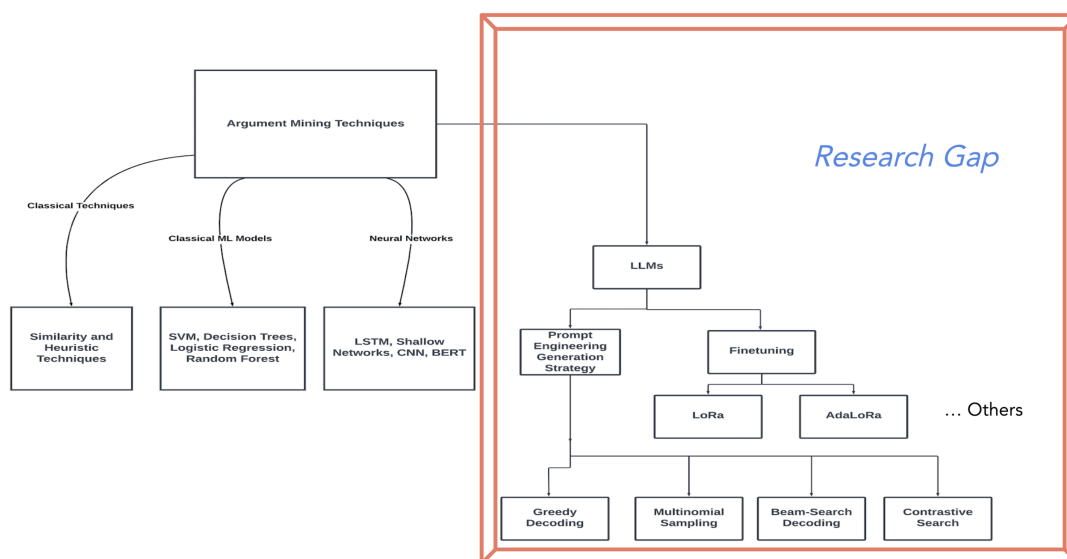 Argument Mining Techniques
Research Gap
Classical Techniques
Classical ML Models
Neural Networks
LLMs
Similarity and
Heuristic
Techniques
SVM, Decision Trees,
Logistic Regression,
Random Forest
LSTM, Shallow
Networks, CNN, BERT
Prompt
Engineering
Generation
Strategy
Finetuning
LoRa
AdaLoRa
... Others
Greedy
Decoding
Multinomial
Sampling
Beam-Search
Decoding
Contrastive
Search